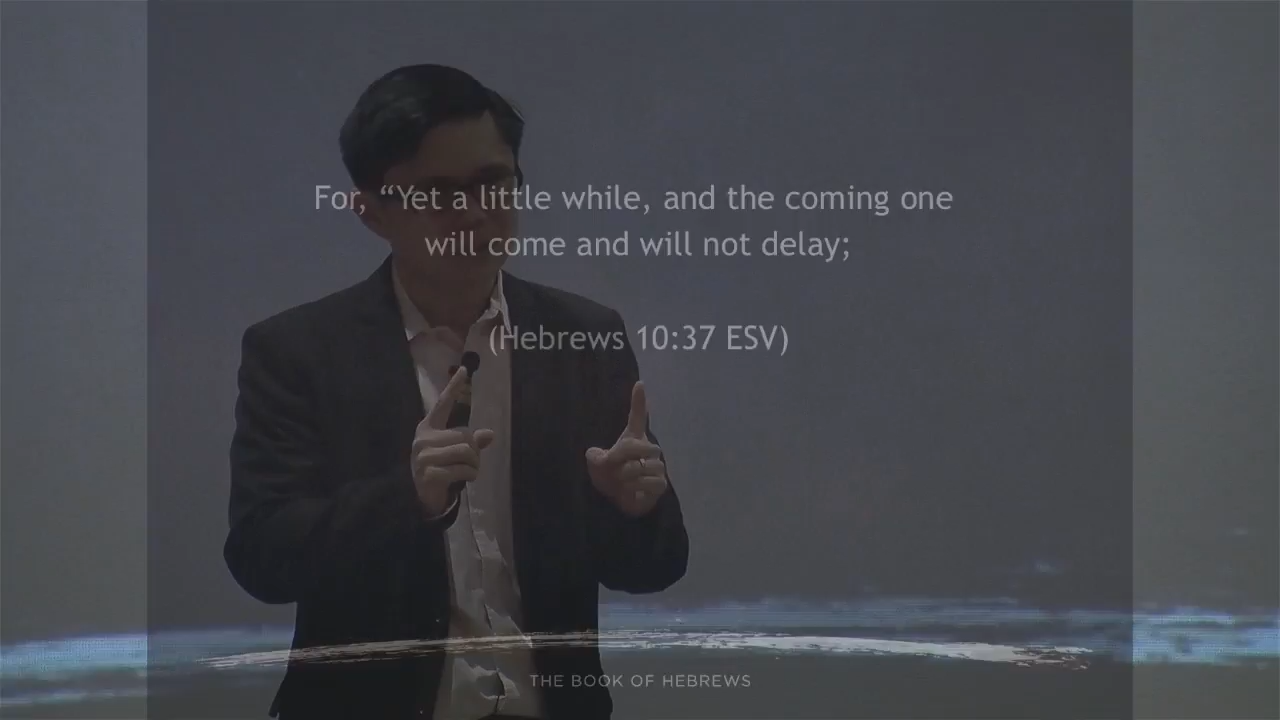 For, “Yet a little while, and the coming one
will come and will not delay;
(Hebrews 10:37 ESV)
THE BOOK OF HEBREWS